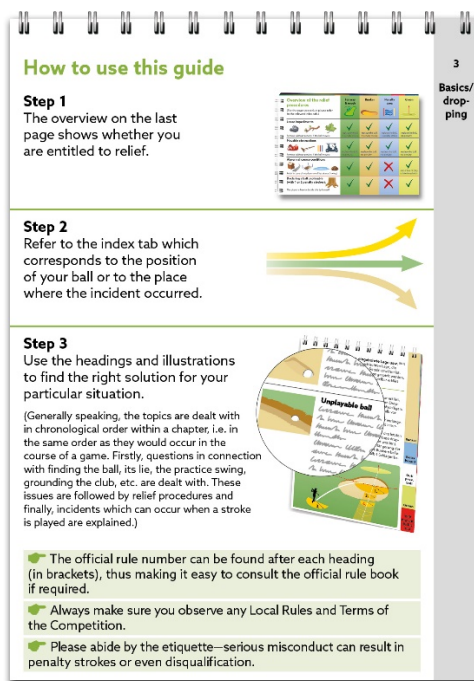 How to use this guide
3
Basics/
drop-
ping
Step 1
The overview on the last
page shows whether you
are entitled to relief.
Overview of the relief
procedures
Step 2
Refer to the index tab which
corresponds to the position
of your ball or to the place
where the incident occurred.
Step 3
Use the headings and illustrations
to find the right solution for your
particular situation.
(Generally speaking, the topics are dealt with
in chronological order within a chapter, i.e. in
the same order as they would occur in the
course of a game. Firstly, questions in connection
with finding the ball, its lie, the practice swing,
grounding the club, etc. are dealt with. These
issues are followed by relief procedures and
finally, incidents which can occur when a stroke
is played are explained.)
Unplayable ball
The official rule number can be found after each heading
(in brackets), thus making it easy to consult the official rule book
if required.
Always make sure you observe any Local Rules and Terms of
the Competition.
Please abide by the etiquette—serious misconduct can result in
penalty strokes or even disqualification.